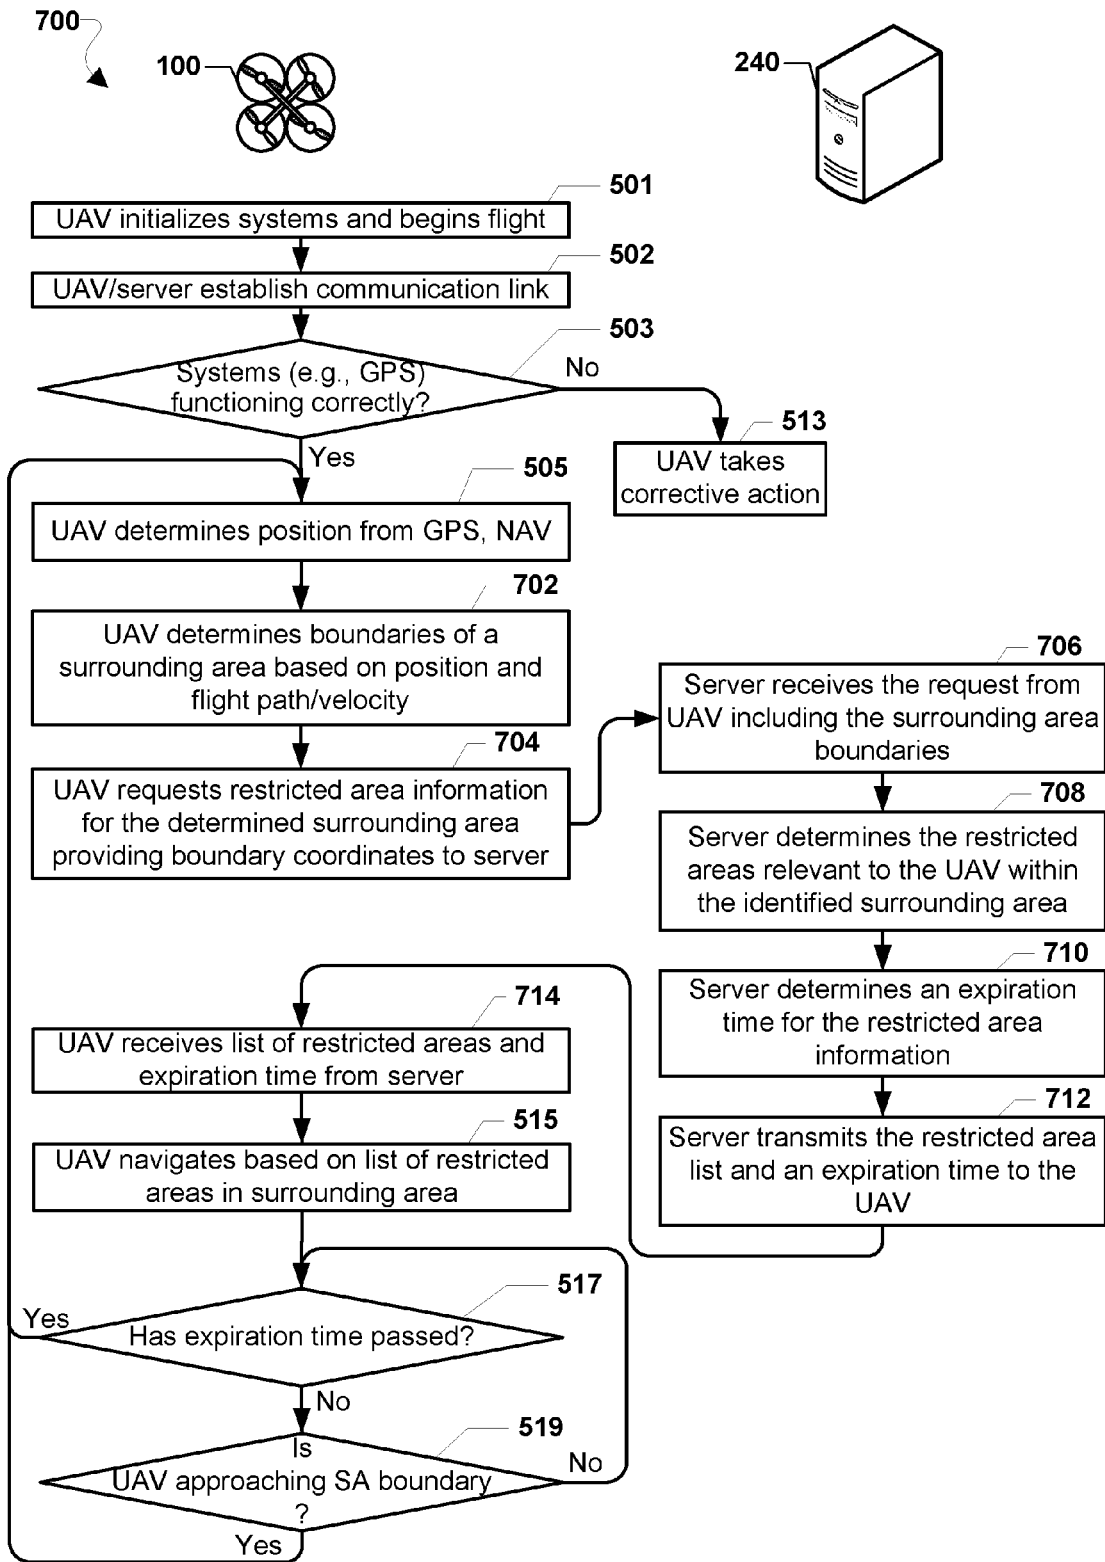 700
100
240
501
UAV initializes systems and begins flight
502
UAV/server establish communication link
503
Systems (e.g., GPS)
functioning correctly?
No
Yes
513
UAV takes
corrective action
505
UAV determines position from GPS, NAV
702
UAV determines boundaries of a
surrounding area based on position and
flight path/velocity
704
UAV requests restricted area information
for the determined surrounding area
providing boundary coordinates to server
706
Server receives the request from
UAV including the surrounding area
boundaries
708
Server determines the restricted
areas relevant to the UAV within
the identified surrounding area
710
Server determines an expiration
time for the restricted area
information
712
Server transmits the restricted area
list and an expiration time to the
UAV
714
UAV receives list of restricted areas and
expiration time from server
515
UAV navigates based on list of restricted
areas in surrounding area
517
Has expiration time passed?
Yes
No
519
Is
UAV approaching SA boundary
?
No
Yes